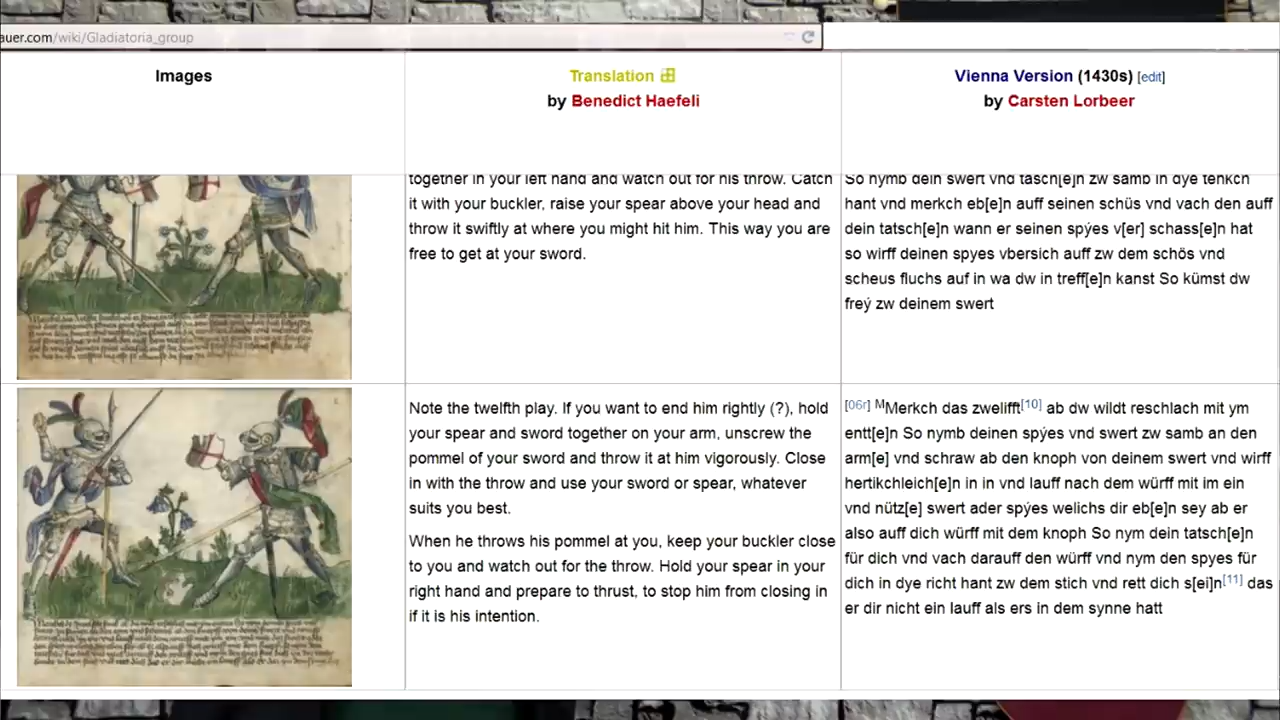 auer.com/wiki/Gladiatoria_group
Images
Translation
by Benedict Haefeli
Vienna Version (1430s) [edit]
by Carsten Lorbeer
together in your left hand and watch out for his throw. Catch
it with your buckler, raise your spear above your head and
throw it swiftly at where you might hit him. This way you are
free to get at your sword.
So nymb dein swert vnd tasch[e]n zw samb in dye tenkch
hant vnd merkch eb[e]n auff seinen schüs vnd vach den auff
dein tatsch[e]n wann er seinen spýes v[er] schass[e]n hat
so wirff deinen spyes vbersich auff zw dem schös vnd
scheus fluchs auf in wa dw in treff[e]n kanst So kümst dw
freý zw deinem swert
Note the twelfth play. If you want to end him rightly (?), hold
your spear and sword together on your arm, unscrew the
pommel of your sword and throw it at him vigorously. Close
in with the throw and use your sword or spear, whatever
suits you best.
When he throws his pommel at you, keep your buckler close
to you and watch out for the throw. Hold your spear in your
right hand and prepare to thrust, to stop him from closing in
if it is his intention.
[06r] MMerkch das zwelifft[10] ab dw wildt reschlach mit ym
entt[e]n So nymb deinen spýes vnd swert zw samb an den
arm[e] vnd schraw ab den knoph von deinem swert vnd wirff
hertikchleich[e]n in in vnd lauff nach dem würff mit im ein
vnd nütz[e] swert ader spýes welichs dir eb[e]n sey ab er
also auff dich würff mit dem knoph So nym dein tatsch[e]n
für dich vnd vach darauff den würff vnd nym den spyes für
dich in dye richt hant zw dem stich vnd rett dich s[ei]n[11] das
er dir nicht ein lauff als ers in dem synne hatt